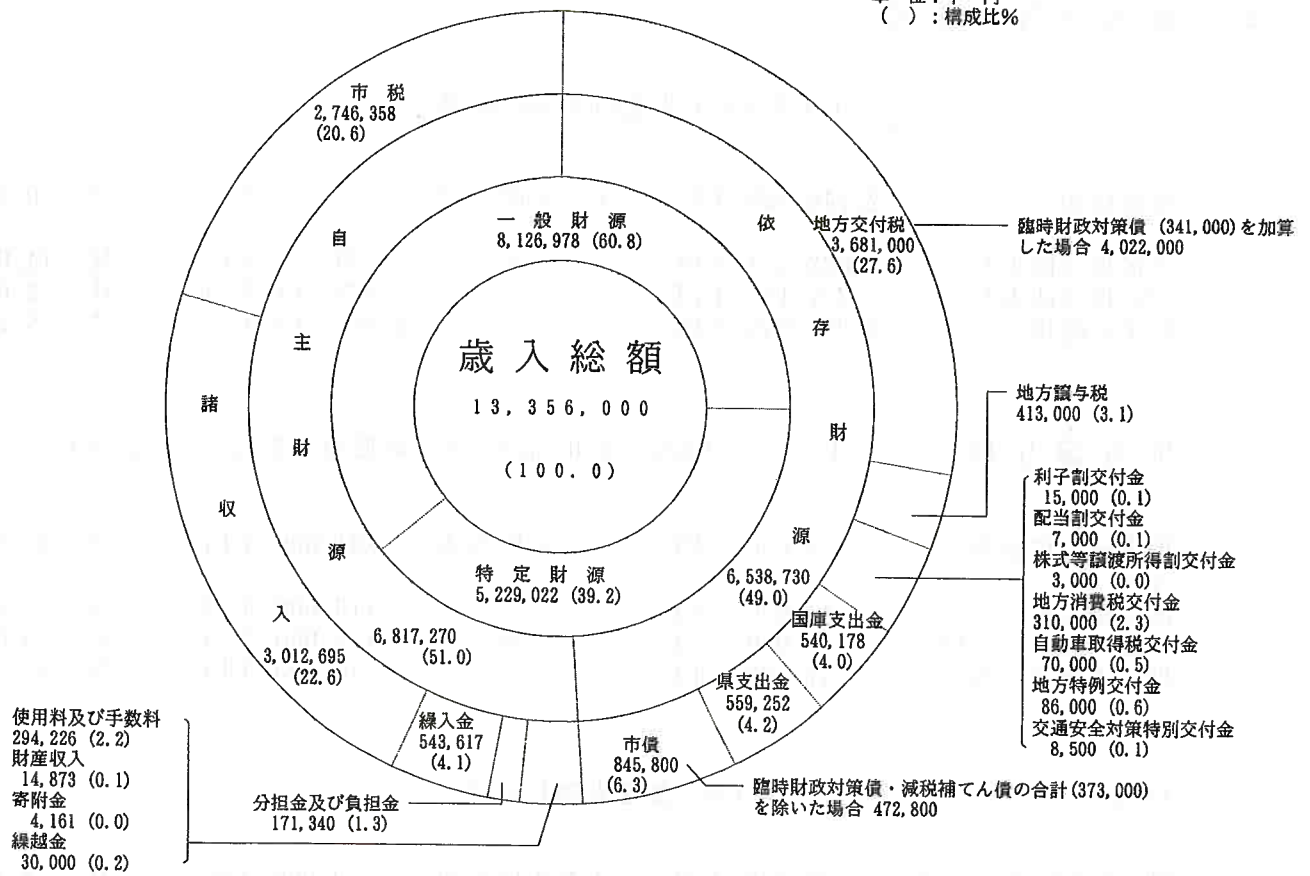 ( ) : 構成比%
市 税
2,746,358
(20.6)
一 般 財 源
8,126,978 (60.8)
自 主 財 源
6,817,270
(51.0)
依 存 財 源
6,538,730
(49.0)
地方交付税
3,681,000
(27.6)
臨時財政対策債 (341,000)を加算
した場合 4,022,000
歳入総額
13,356,000
(100.0)
地方譲与税
413,000 (3.1)
利子割交付金
15,000 (0.1)
配当割交付金
7,000 (0.1)
株式等譲渡所得割交付金
3,000 (0.0)
地方消費税交付金
310,000 (2.3)
自動車取得税交付金
70,000 (0.5)
地方特例交付金
86,000 (0.6)
交通安全対策特別交付金
8,500 (0.1)
特 定 財 源
5,229,022 (39.2)
国庫支出金
540,178
(4.0)
県支出金
559,252
(4.2)
市債
845,800
(6.3)
臨時財政対策債・減税補てん債の合計(373,000)
を除いた場合 472,800
諸 収 入
3,012,695
(22.6)
繰入金
543,617
(4.1)
分担金及び負担金
171,340 (1.3)
使用料及び手数料
294,226 (2.2)
財産収入
14,873 (0.1)
寄附金
4,161 (0.0)
繰越金
30,000 (0.2)